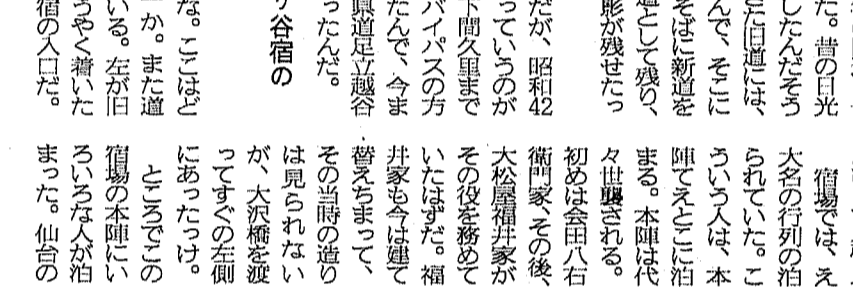 た。昔の日光
したんだそう
た旧道には、
んで、そこに
そばに新道を
道として残り、
影が残せたっ
だが、昭和42
っていうのが
下間久里まで
バイパスの方
たんで、今ま
県道足立越谷
ったんだ。
ヶ谷宿の
な。ここはど
か。また道
いる。左が旧
うやく着いた
宿の入口だ。
宿場では、え
大名の行列の泊
られていた。こ
ういう人は、本
陣てえとこに泊
まる。本陣は代
々世襲される。
初めは会田八右
衛門家、その後、
大松屋福井家が
その役を務めて
いたはずだ。福
井家も今は建て
替えちまって、
その当時の造り
は見られない
が、大沢橋を渡
ってすぐの左側
にあったっけ。
ところでこの
宿場の本陣にい
ろいろな人が泊
まった。仙台の